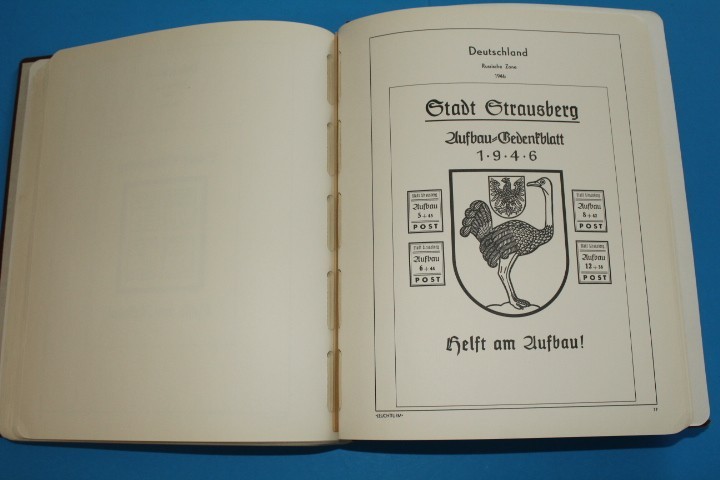 Deutschland
Russische Zone
1946
Stadt Strausberg
Aufbau-Gedenkblatt
1·9·4·6
Aufbau
POST
Aufbau
POST
Aufbau
POST
Aufbau
POST
Helft am Aufbau!